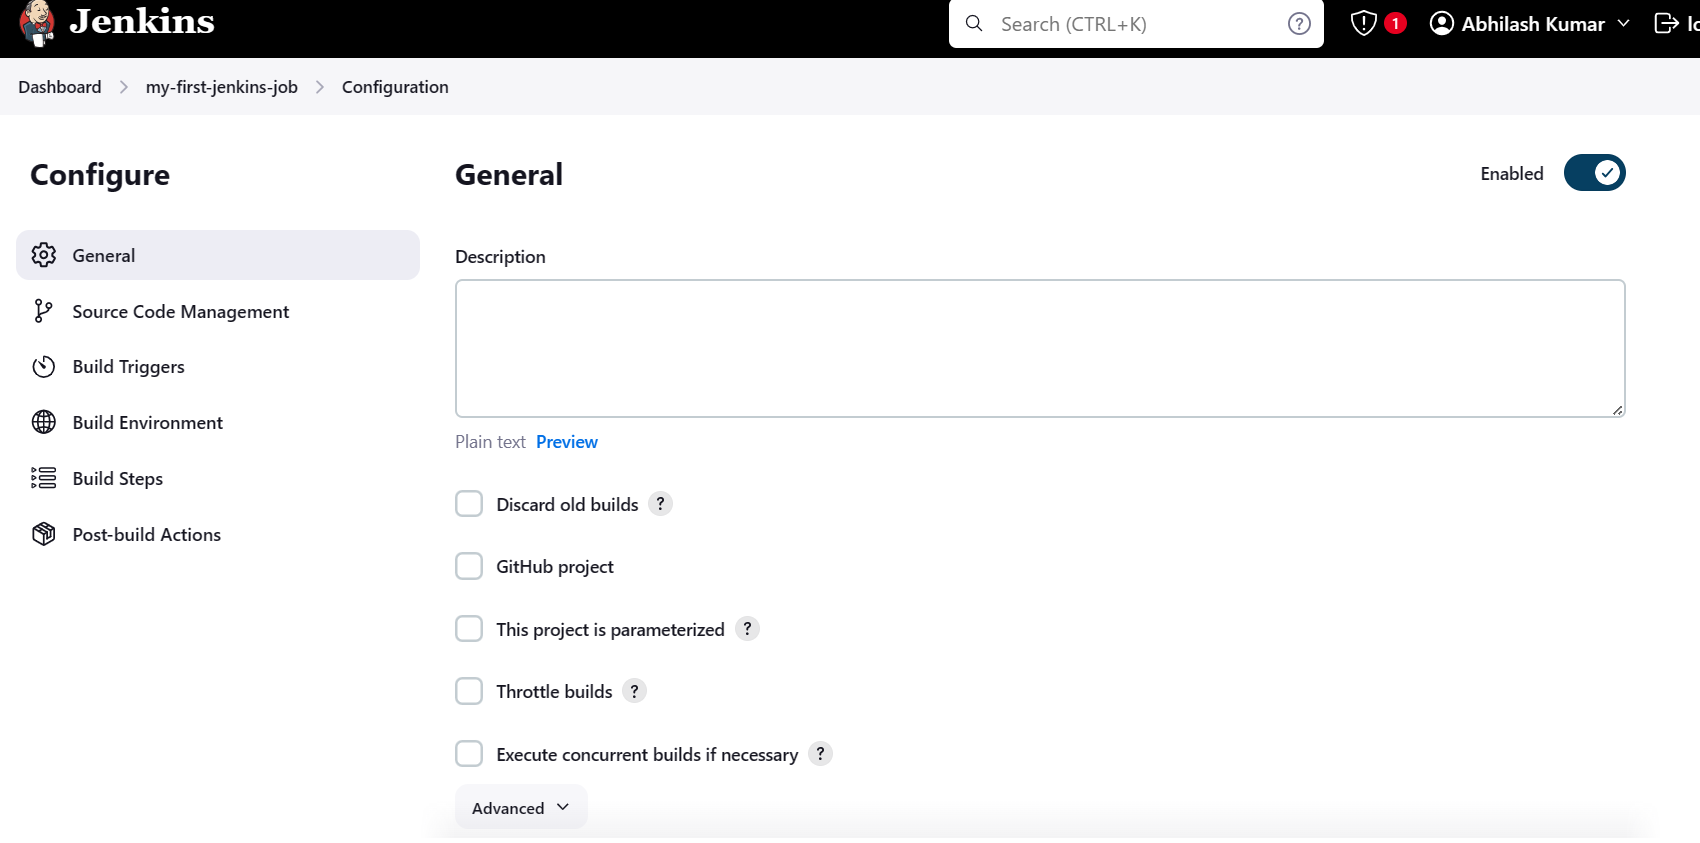 Jenkins
Search (CTRL+K)
?
1
Abhilash Kumar
Dashboard
my-first-jenkins-job
Configuration
Configure
General
Source Code Management
Build Triggers
Build Environment
Build Steps
Post-build Actions
General
Enabled
Description
Plain text Preview
Discard old builds ?
GitHub project
This project is parameterized ?
Throttle builds ?
Execute concurrent builds if necessary ?
Advanced